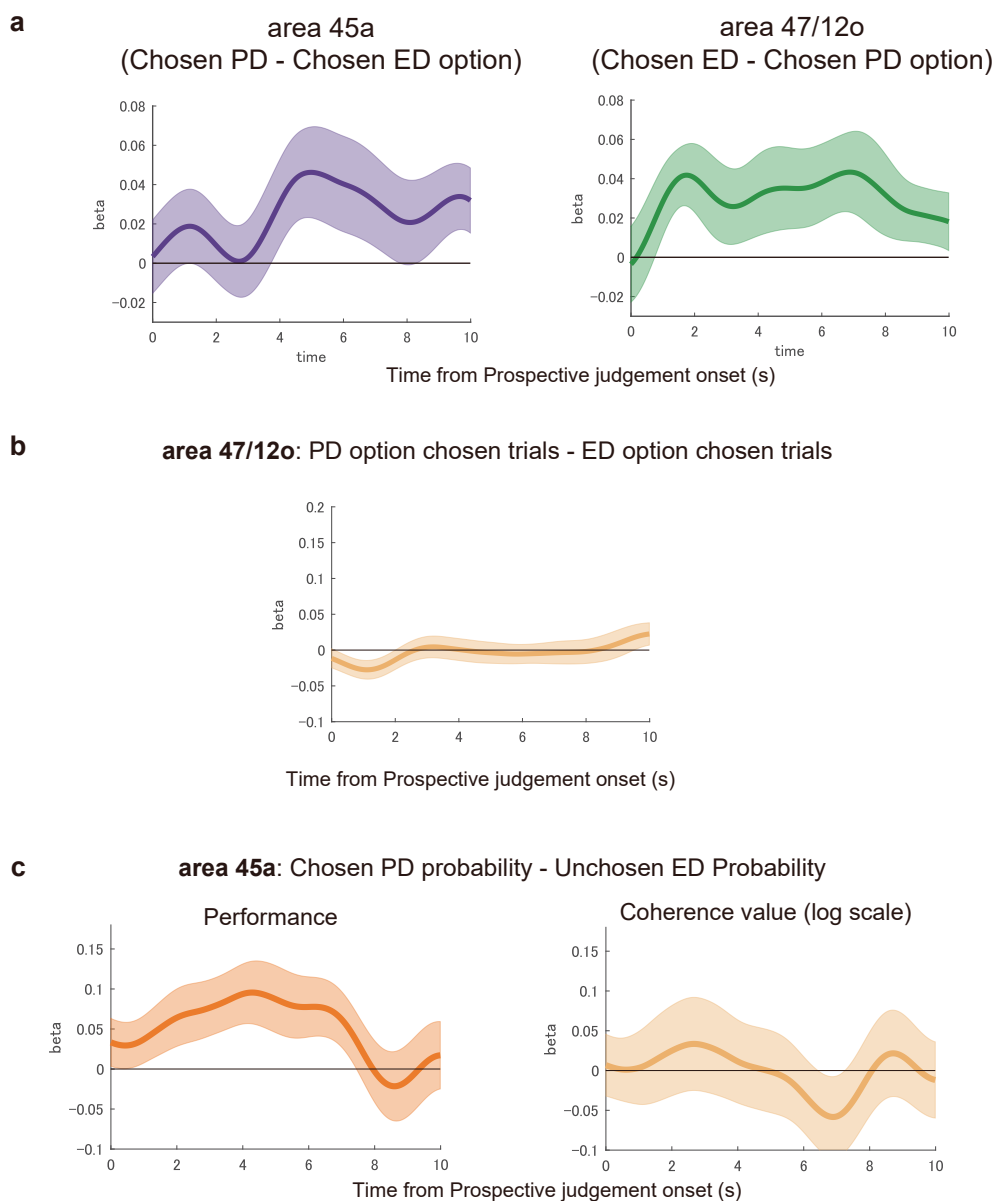 a
area 45a
(Chosen PD - Chosen ED option)
area 47/12o
(Chosen ED - Chosen PD option)
0.08
0.06
0.04
0.02
0
−0.02
beta
0 2 4 6 8 10
time
0.08
0.06
0.04
0.02
0
−0.02
beta
0 2 4 6 8 10
time
Time from Prospective judgement onset (s)
b
area 47/12o: PD option chosen trials - ED option chosen trials
0.2
0.15
0.1
0.05
0
−0.05
−0.1
beta
0 2 4 6 8 10
Time from Prospective judgement onset (s)
c
area 45a: Chosen PD probability - Unchosen ED Probability
Performance
0.15
0.1
0.05
0
−0.05
−0.1
beta
0 2 4 6 8 10
Coherence value (log scale)
0.15
0.1
0.05
0
−0.05
−0.1
beta
0 2 4 6 8 10
Time from Prospective judgement onset (s)